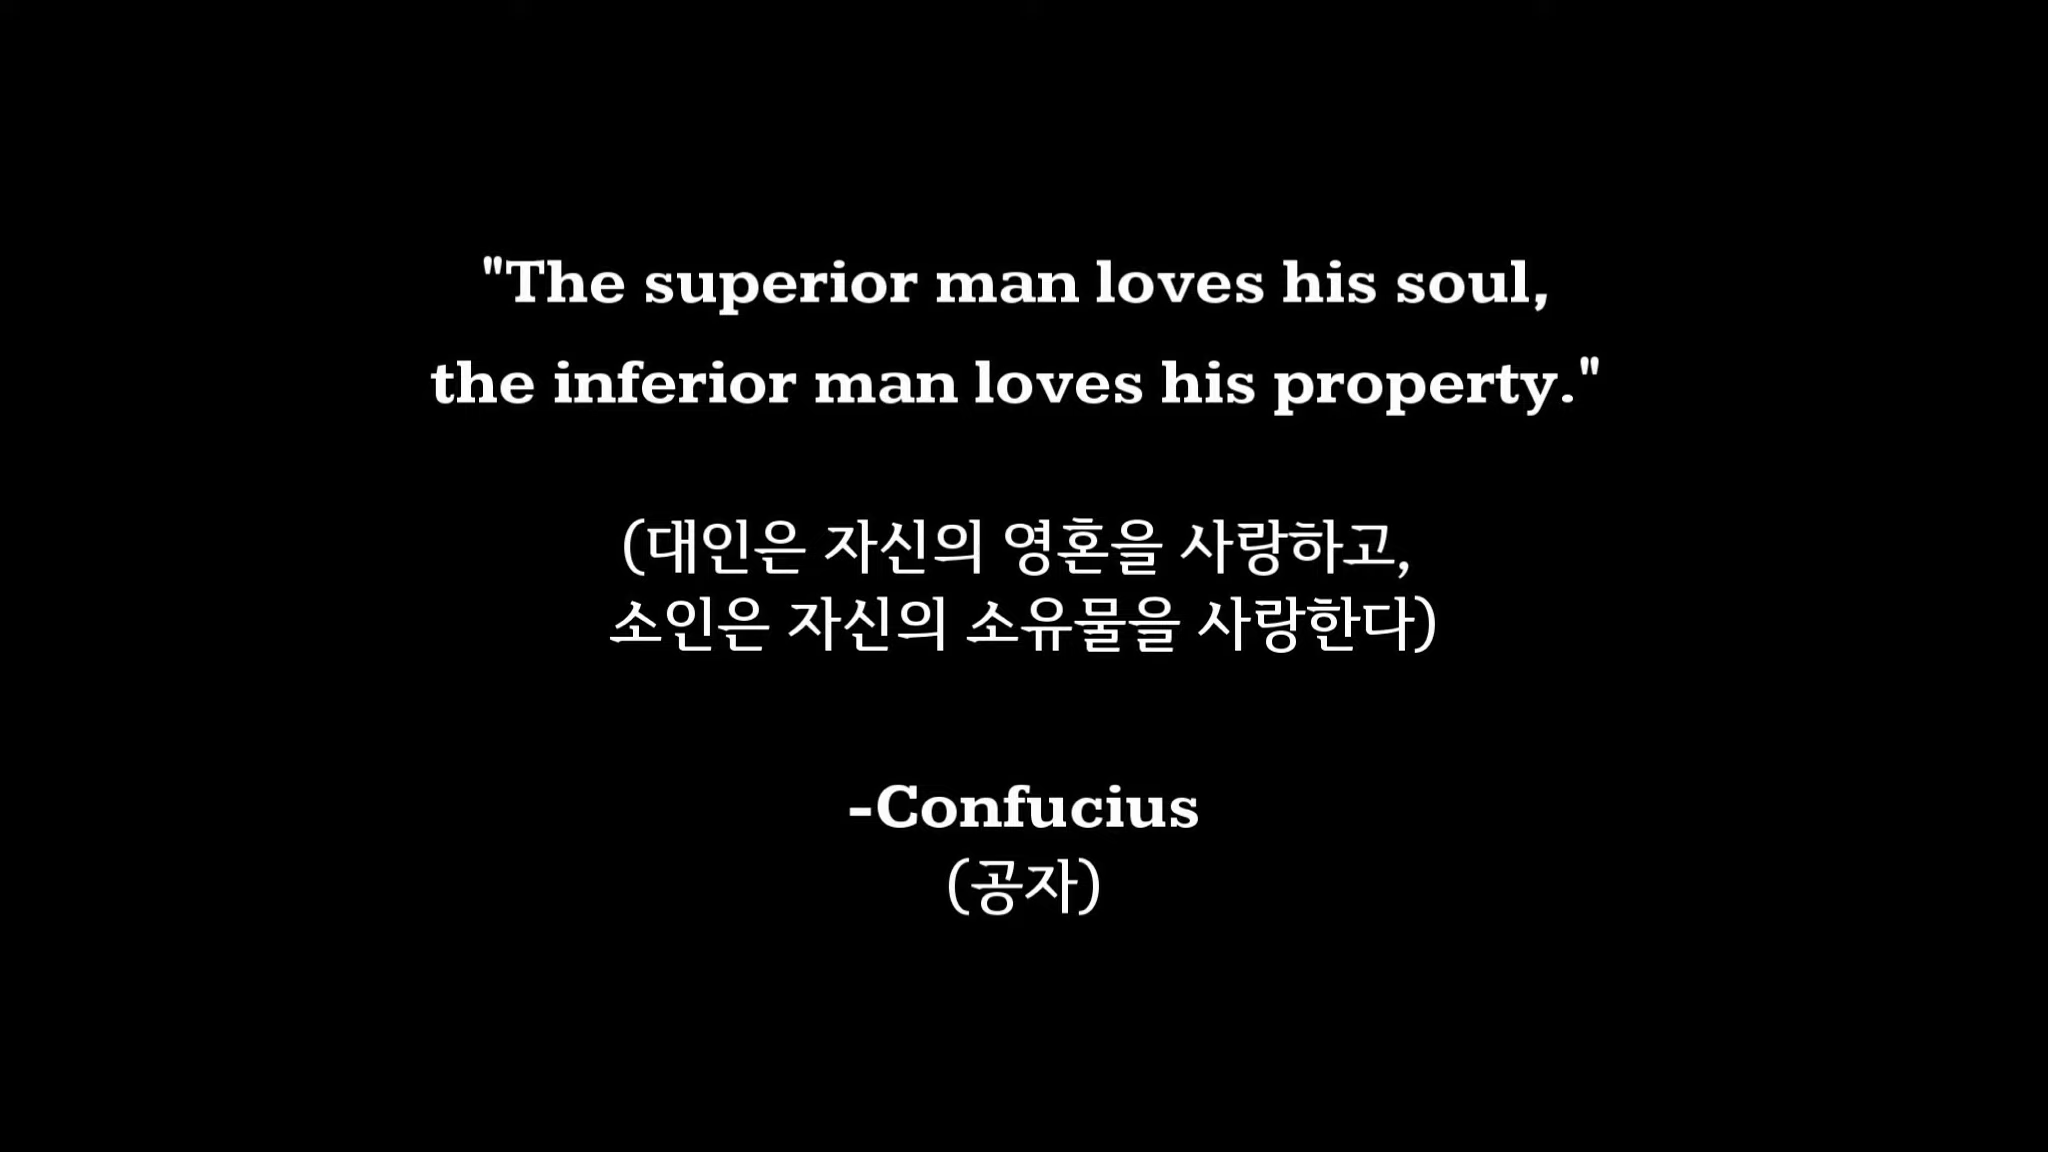 "The superior man loves his soul,
the inferior man loves his property."
(대인은 자신의 영혼을 사랑하고,
소인은 자신의 소유물을 사랑한다)
-Confucius
(공자)